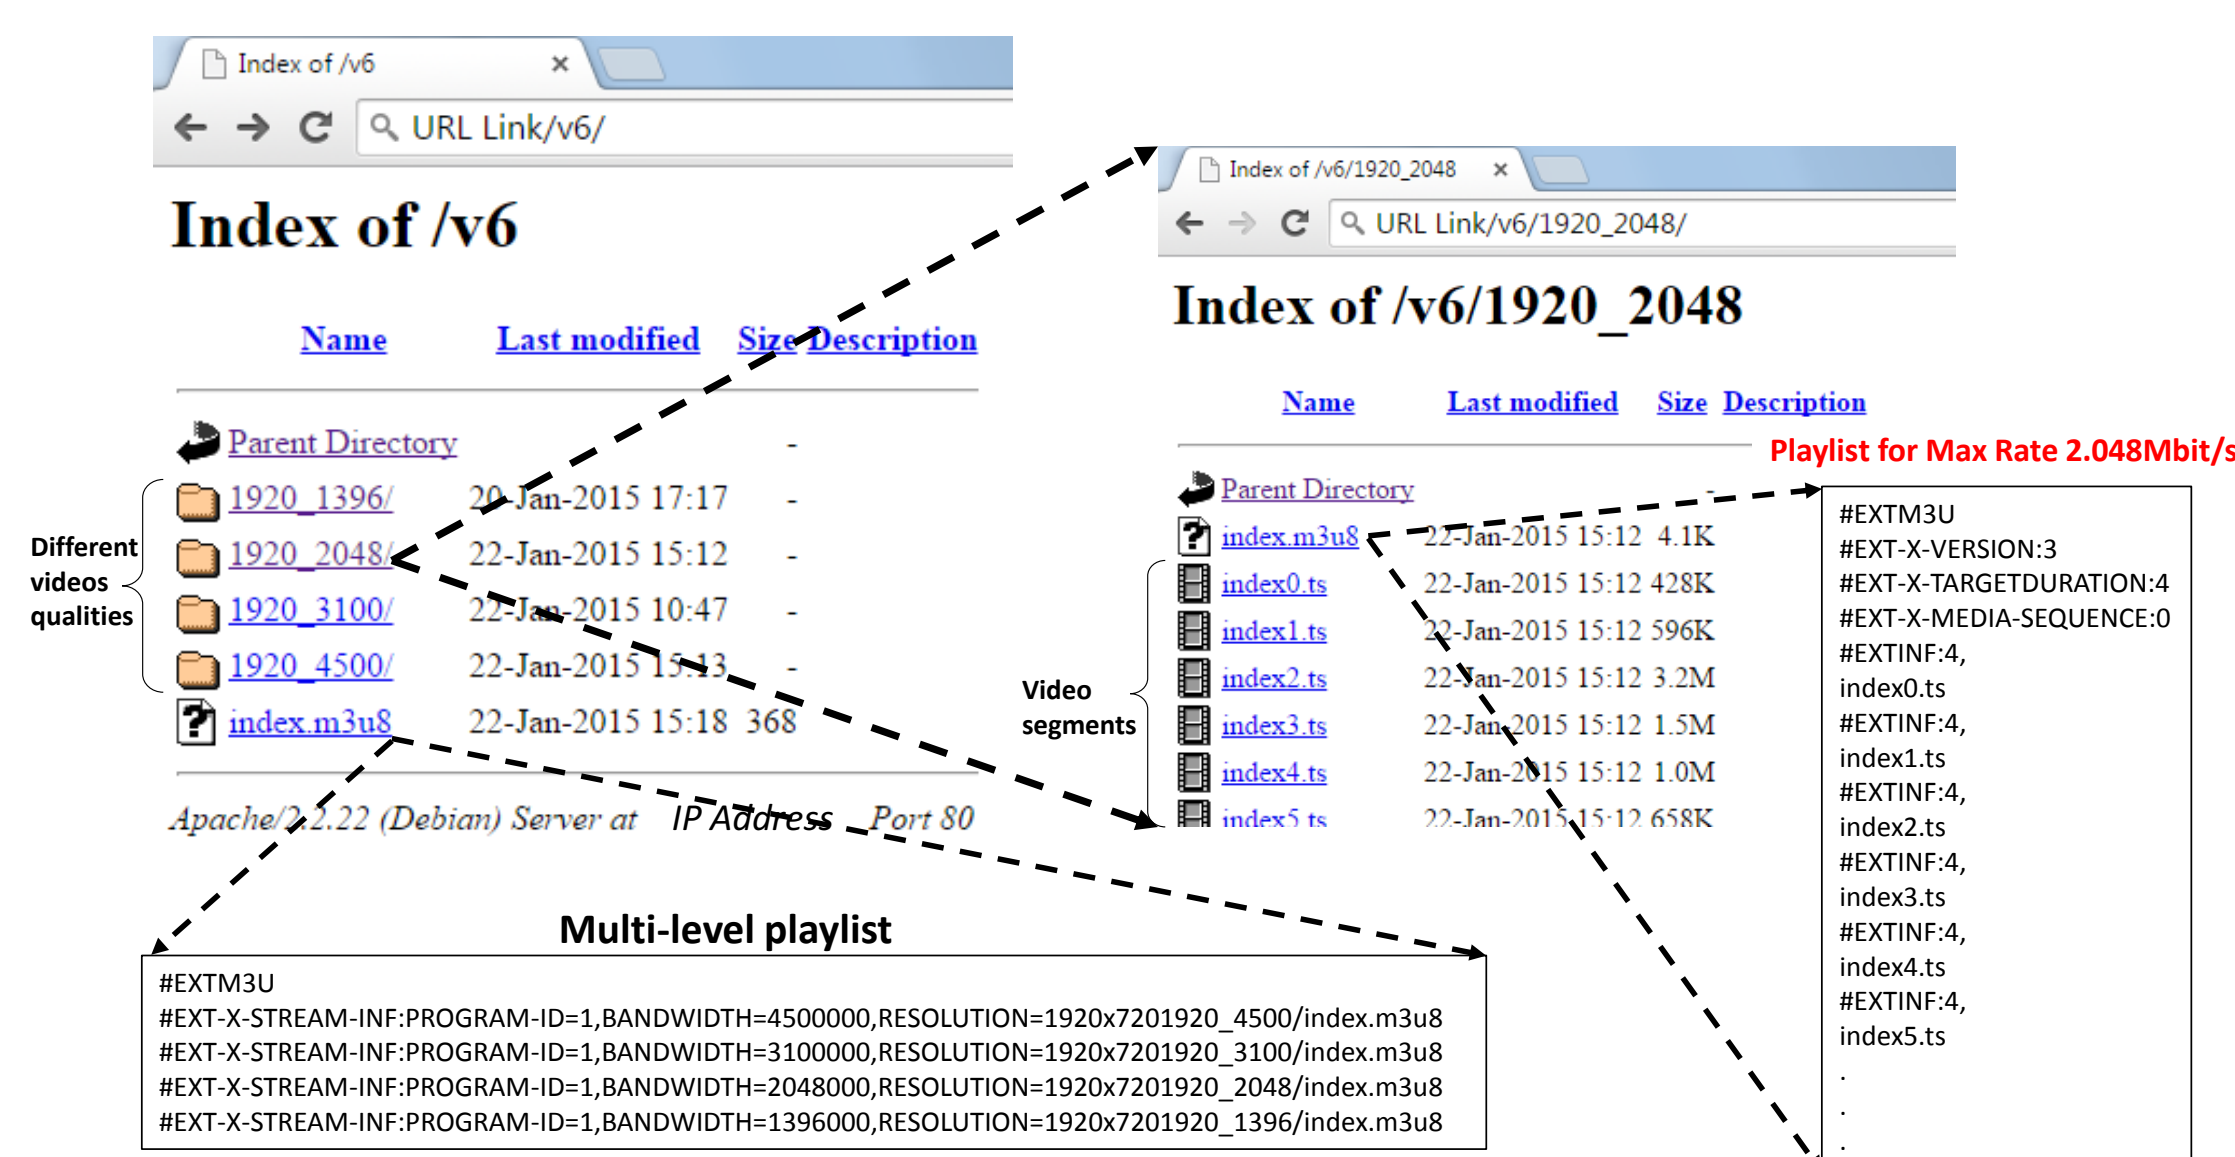 Index of /v6
URL Link/v6/
Index of /v6
Name Last modified Size Description
Parent Directory -
1920_1396/ 20-Jan-2015 17:17 -
1920_2048/ 22-Jan-2015 15:12 -
1920_3100/ 22-Jan-2015 10:47 -
1920_4500/ 22-Jan-2015 15:13 -
index.m3u8 22-Jan-2015 15:18 368
Apache/2.2.22 (Debian) Server at IP Address Port 80
Different
videos
qualities
Index of /v6/1920_2048
URL Link/v6/1920_2048/
Index of /v6/1920_2048
Name Last modified Size Description
Parent Directory -
index.m3u8 22-Jan-2015 15:12 4.1K
index0.ts 22-Jan-2015 15:12 428K
index1.ts 22-Jan-2015 15:12 596K
index2.ts 22-Jan-2015 15:12 3.2M
index3.ts 22-Jan-2015 15:12 1.5M
index4.ts 22-Jan-2015 15:12 1.0M
index5.ts 22-Jan-2015 15:12 658K
Video
segments
Playlist for Max Rate 2.048Mbit/s
#EXTM3U
#EXT-X-VERSION:3
#EXT-X-TARGETDURATION:4
#EXT-X-MEDIA-SEQUENCE:0
#EXTINF:4,
index0.ts
#EXTINF:4,
index1.ts
#EXTINF:4,
index2.ts
#EXTINF:4,
index3.ts
#EXTINF:4,
index4.ts
#EXTINF:4,
index5.ts
.
.
.
Multi-level playlist
#EXTM3U
#EXT-X-STREAM-INF:PROGRAM-ID=1,BANDWIDTH=4500000,RESOLUTION=1920x7201920_4500/index.m3u8
#EXT-X-STREAM-INF:PROGRAM-ID=1,BANDWIDTH=3100000,RESOLUTION=1920x7201920_3100/index.m3u8
#EXT-X-STREAM-INF:PROGRAM-ID=1,BANDWIDTH=2048000,RESOLUTION=1920x7201920_2048/index.m3u8
#EXT-X-STREAM-INF:PROGRAM-ID=1,BANDWIDTH=1396000,RESOLUTION=1920x7201920_1396/index.m3u8